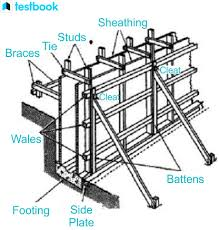 testbook
Sheathing
Studs
Tie
Braces
Cleat
Cleat
Wales
Battens
Footing
Side
Plate